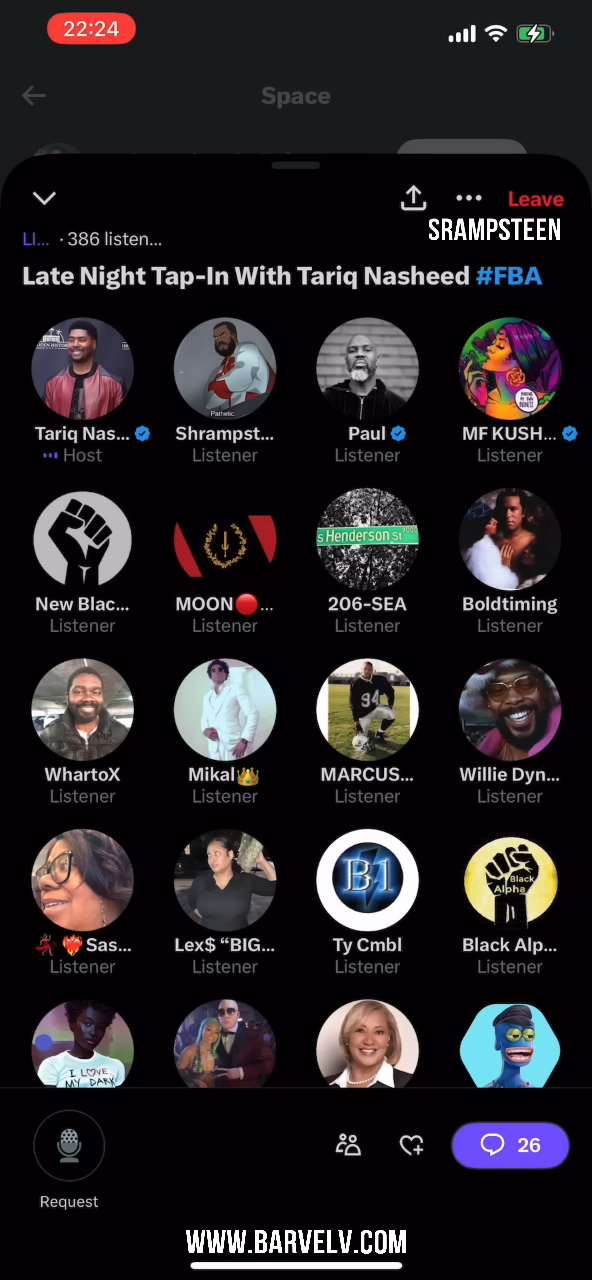 22:24
Space
Leave
SRAMPSTEEN
LI... · 386 listen...
Late Night Tap-In With Tariq Nasheed #FBA
Pathetic.
Tariq Nas... Shrampst... Paul MF KUSH...
Host Listener Listener Listener
S Henderson St
New Blac... MOON🔴... 206-SEA Boldtiming
Listener Listener Listener Listener
94
WhartoX Mikal👑 MARCUS... Willie Dyn...
Listener Listener Listener Listener
B1
Black
Alpha
💃🏾 ❤️‍🔥 Sas... Lex$ “BIG... Ty Cmbl Black Alp...
Listener Listener Listener Listener
I LOVE
MY DARK
26
Request
WWW.BARVELV.COM